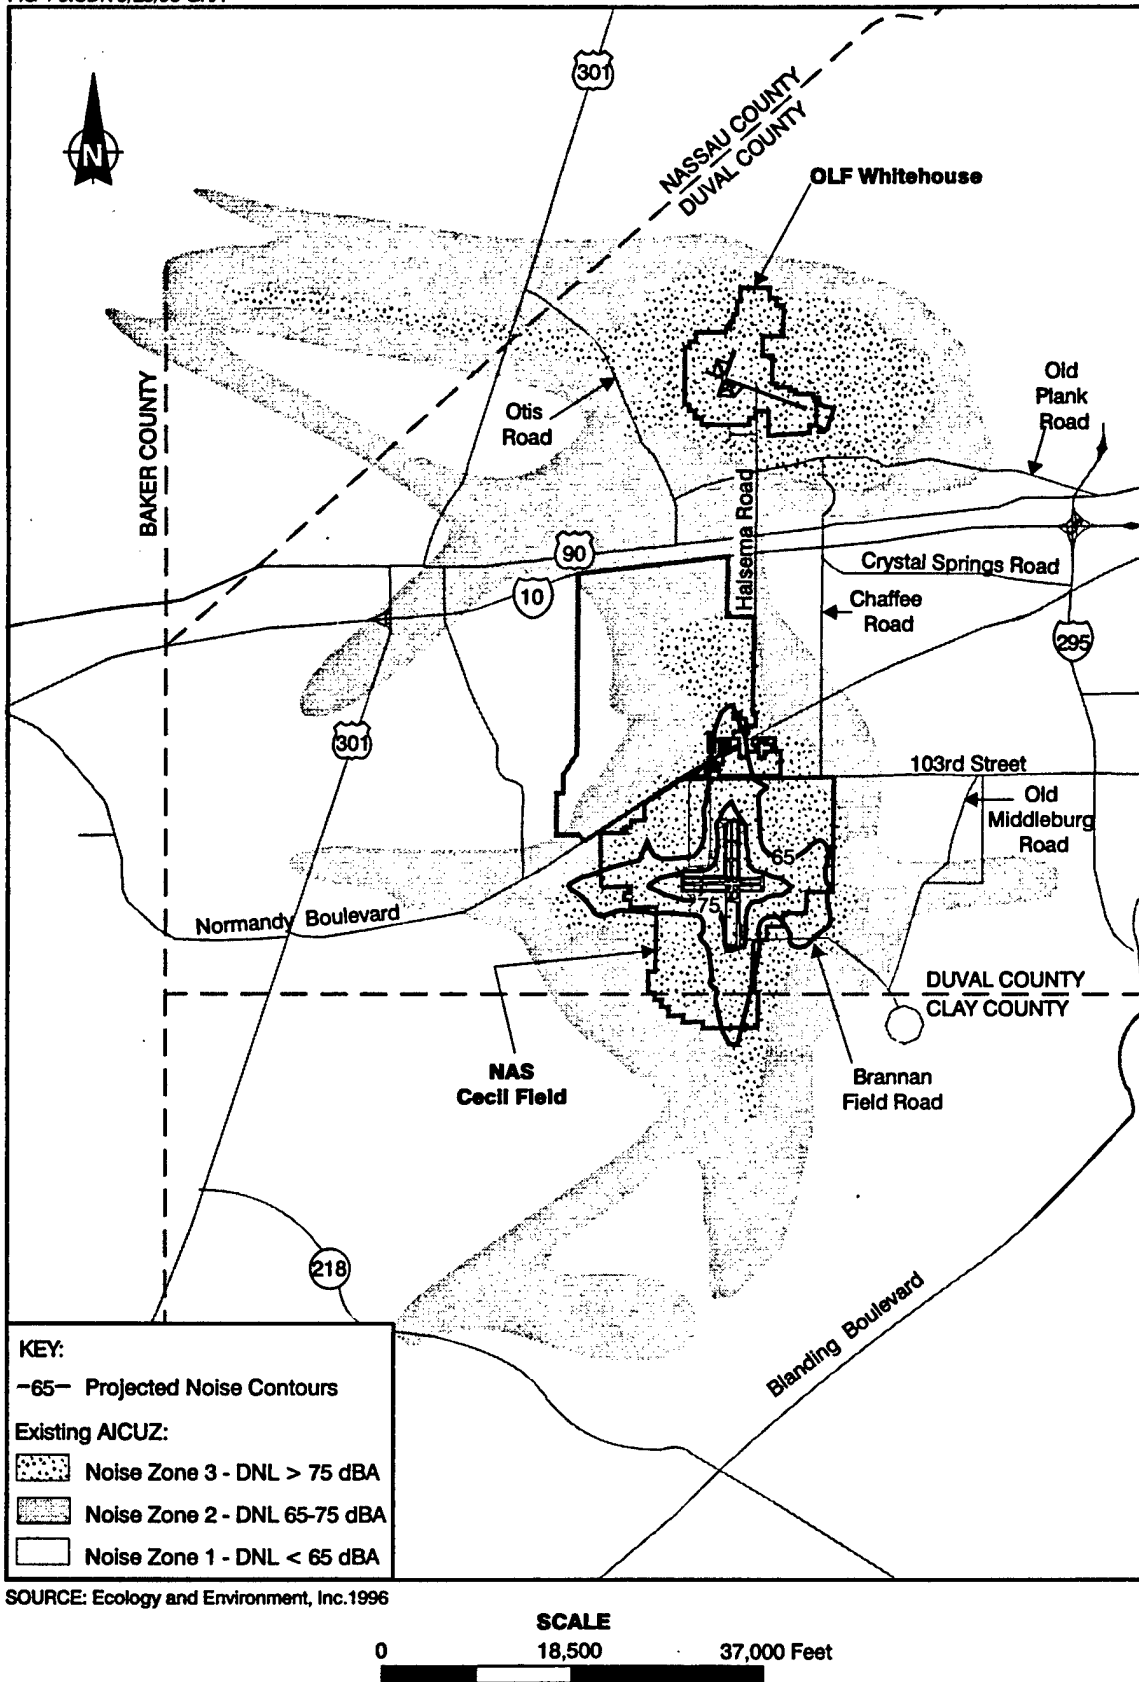 301
NASSAU COUNTY
DUVAL COUNTY
N
OLF Whitehouse
Old
Plank
Road
Otis
Road
BAKER COUNTY
Halsema Road
90
Crystal Springs Road
10
Chaffee
Road
295
301
103rd Street
Old
Middleburg
Road
65
75
Normandy Boulevard
DUVAL COUNTY
CLAY COUNTY
NAS
Cecil Field
Brannan
Field Road
218
Blanding Boulevard
KEY:
-65- Projected Noise Contours
Existing AICUZ:
Noise Zone 3 - DNL > 75 dBA
Noise Zone 2 - DNL 65-75 dBA
Noise Zone 1 - DNL < 65 dBA
SOURCE: Ecology and Environment, Inc.1996
SCALE
0 18,500 37,000 Feet